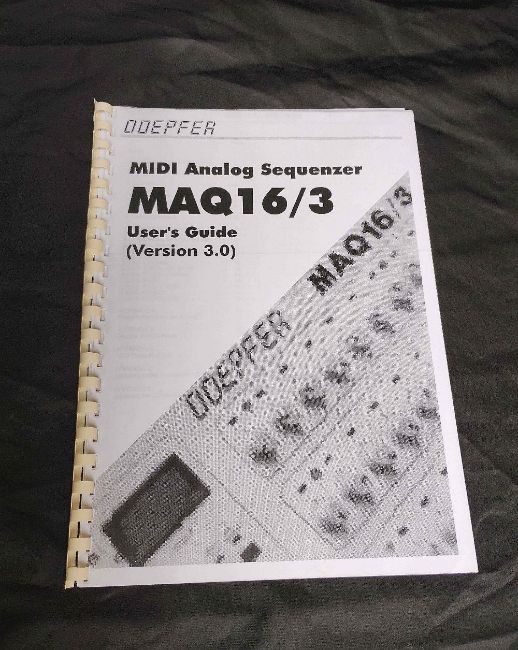 DOEPFER
MIDI Analog Sequenzer
MAQ16/3
User's Guide
(Version 3.0)
MAQ16/3
DOEPFER